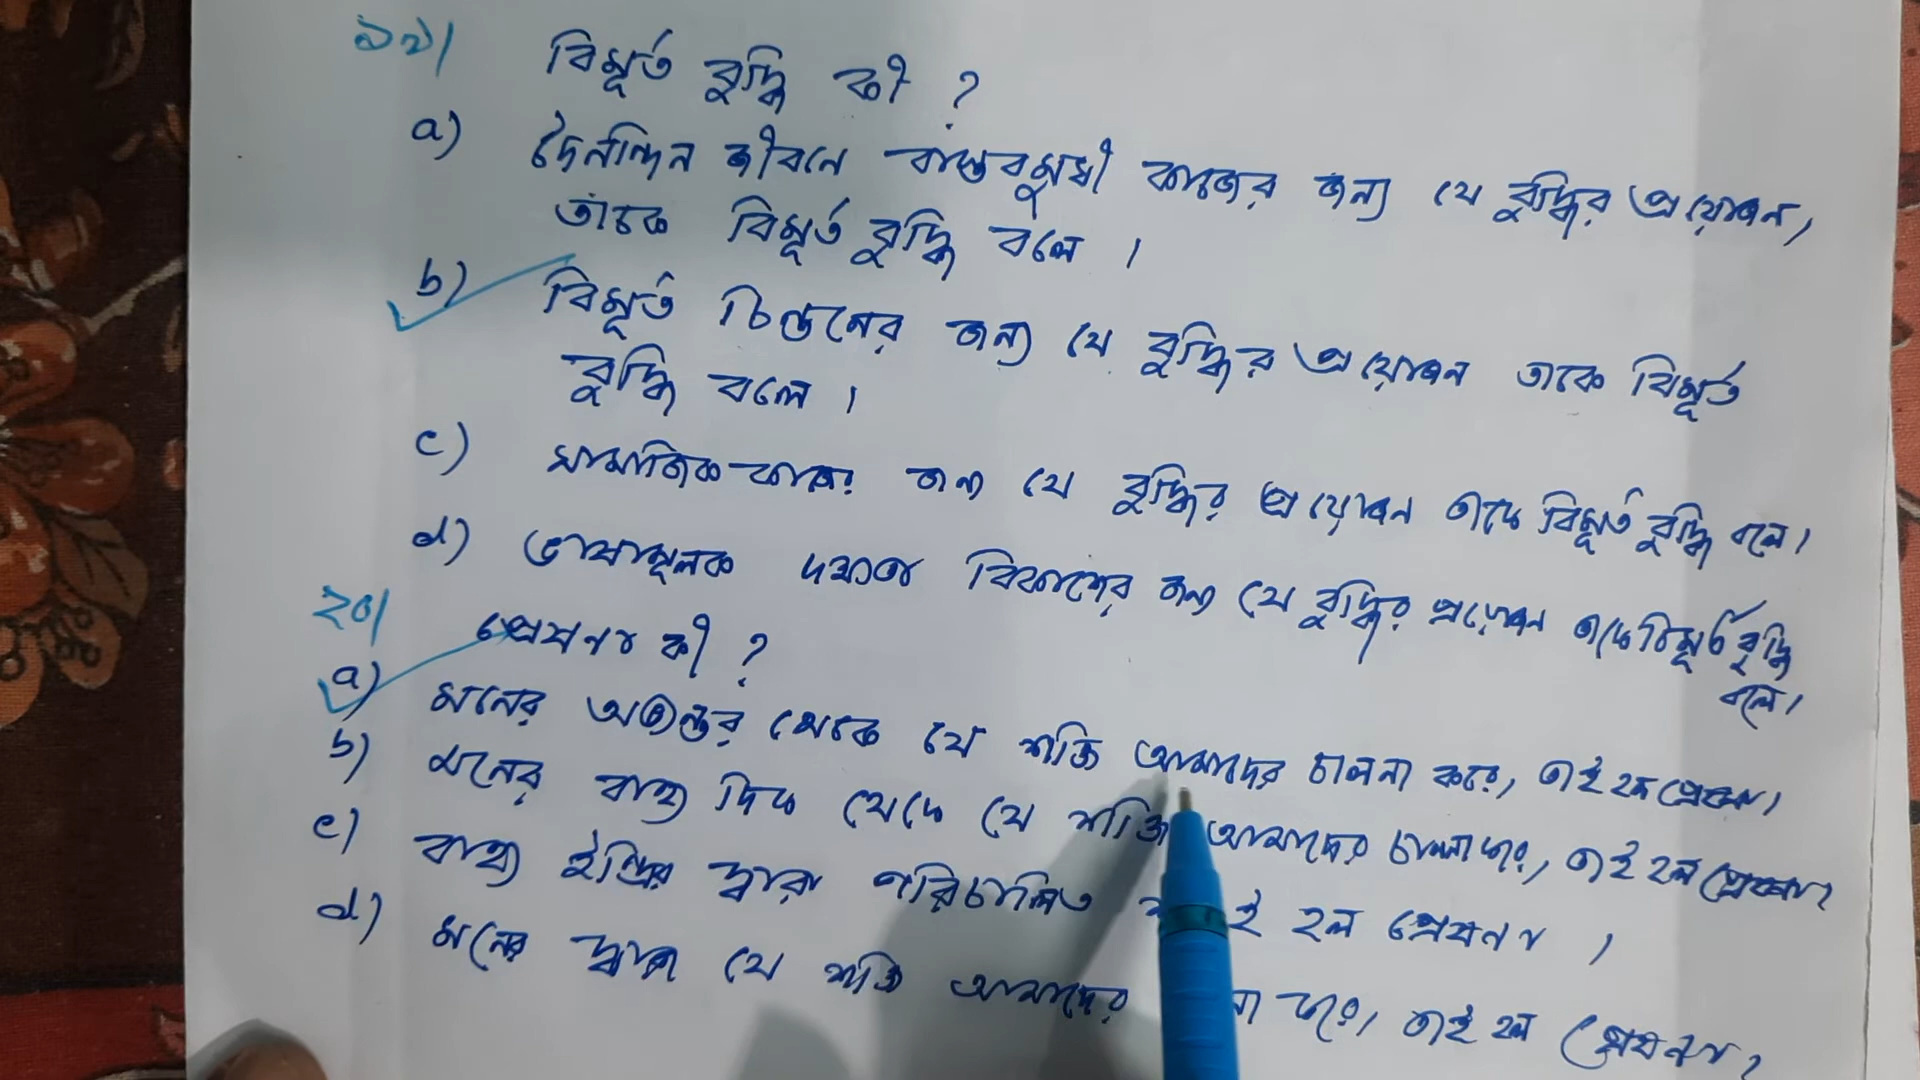 ১৯।
বিমূর্ত বুদ্ধি কী ?
a) দৈনন্দিন জীবনে বাস্তবমুখী কাজের জন্য যে বুদ্ধির প্রয়োজন,
তাকে বিমূর্ত বুদ্ধি বলে ।
b) বিমূর্ত চিন্তনের জন্য যে বুদ্ধির প্রয়োজন তাকে বিমূর্ত
বুদ্ধি বলে ।
c) সামাজিক কাজের জন্য যে বুদ্ধির প্রয়োজন তাকে বিমূর্ত বুদ্ধি বলে।
d) ভাষামূলক দক্ষতা বিকাশের জন্য যে বুদ্ধির প্রয়োজন তাকে বিমূর্ত বুদ্ধি
বলে।
২০।
প্রেষণা কী ?
a) মনের অভ্যন্তর থেকে যে শক্তি আমাদের চালনা করে, তাই হল প্রেষণা।
b) মনের বাহ্য দিক থেকে যে শক্তি আমাদের চালনা করে, তাই হল প্রেষণা।
c) বাহ্য ইন্দ্রিয় দ্বারা পরিচালিত হল প্রেষণা ।
d) মনের দ্বারা যে শক্তি আমাদের করে, তাই হল প্রেষণা,